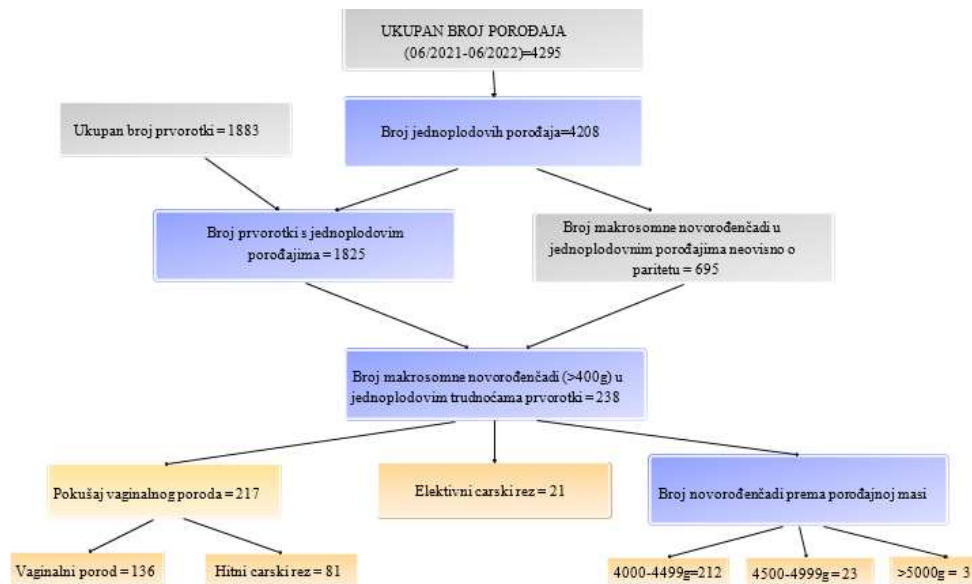 UKUPAN BROJ POROĐAJA
(06/2021-06/2022)=4295
Ukupan broj prvorotki = 1883
Broj jednoplodovih porođaja=4208
Broj prvorotki s jednoplodovim
porođajima = 1825
Broj makrosomne novorođenčadi u
jednoplodovnim porođajima neovisno o
paritetu = 695
Broj makrosomne novorođenčadi (>400g) u
jednoplodovim trudnoćama prvorotki = 238
Pokušaj vaginalnog poroda = 217
Elektivni carski rez = 21
Broj novorođenčadi prema porođajnoj masi
Vaginalni porod = 136
Hitni carski rez = 81
4000-4499g=212
4500-4999g = 23
>5000g = 3